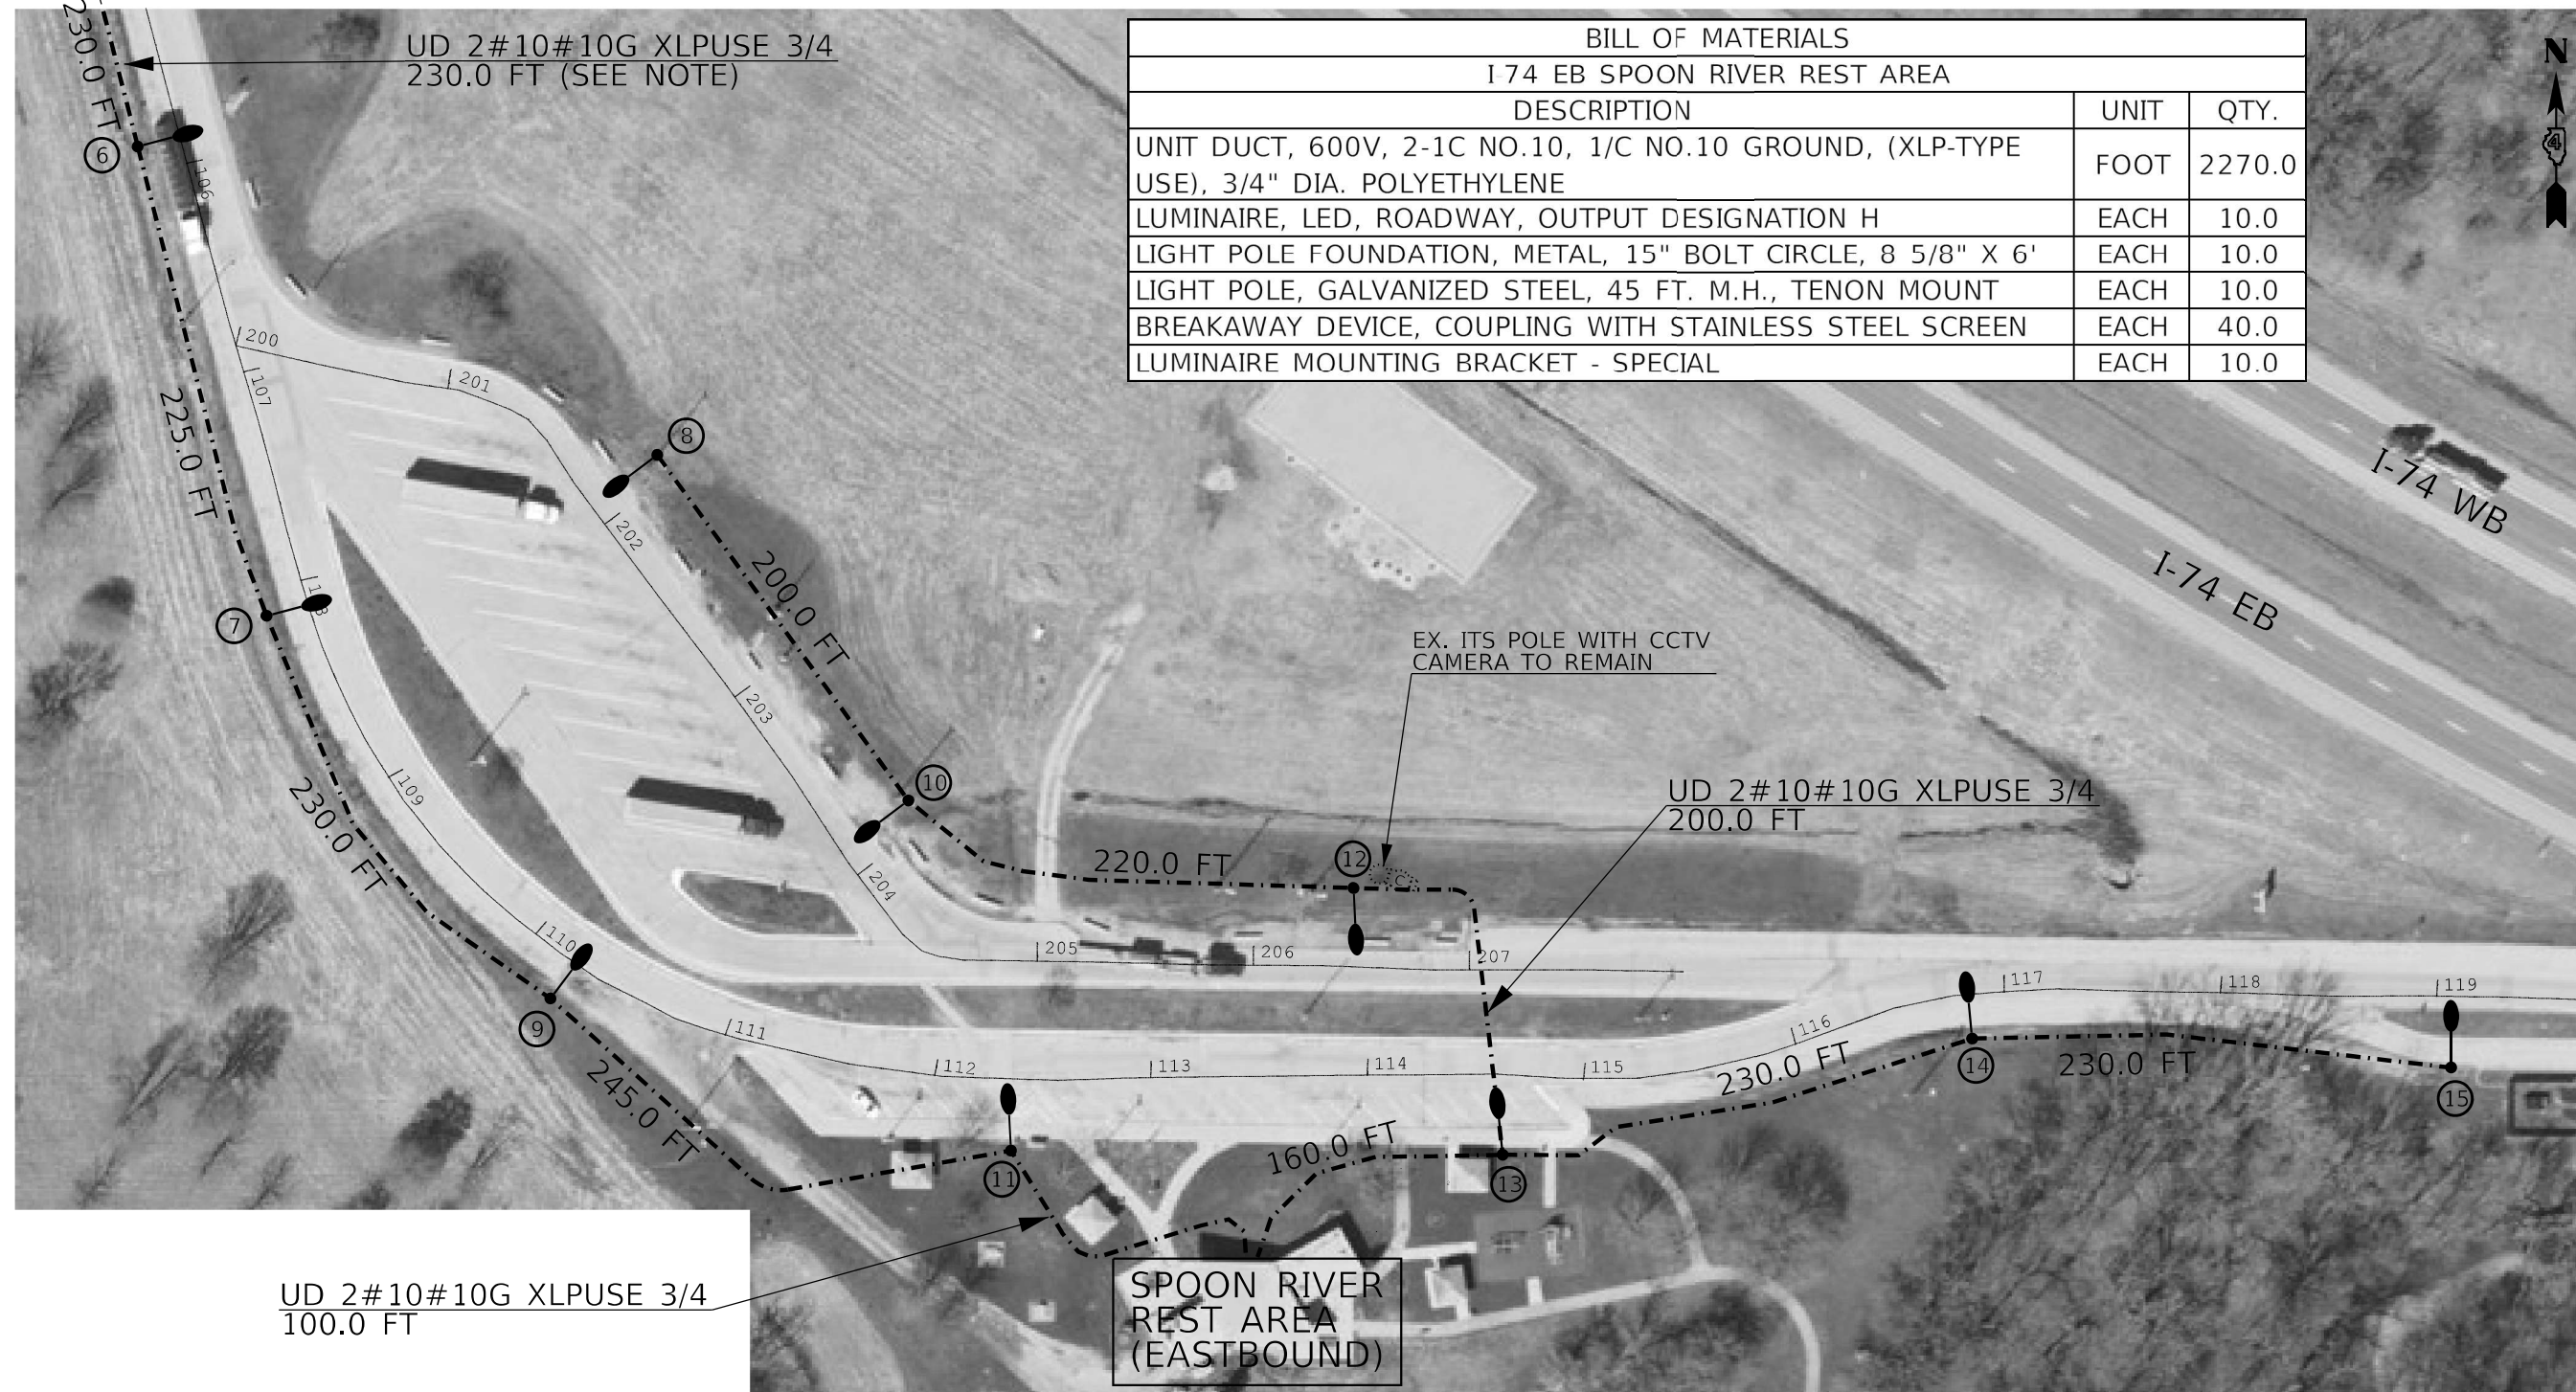 230.0 FT
UD 2#10#10G XLPUSE 3/4
230.0 FT (SEE NOTE)
BILL OF MATERIALS
I-74 EB SPOON RIVER REST AREA
DESCRIPTION UNIT QTY.
UNIT DUCT, 600V, 2-1C NO.10, 1/C NO.10 GROUND, (XLP-TYPE
USE), 3/4" DIA. POLYETHYLENE FOOT 2270.0
LUMINAIRE, LED, ROADWAY, OUTPUT DESIGNATION H EACH 10.0
LIGHT POLE FOUNDATION, METAL, 15" BOLT CIRCLE, 8 5/8" X 6' EACH 10.0
LIGHT POLE, GALVANIZED STEEL, 45 FT. M.H., TENON MOUNT EACH 10.0
BREAKAWAY DEVICE, COUPLING WITH STAINLESS STEEL SCREEN EACH 40.0
LUMINAIRE MOUNTING BRACKET - SPECIAL EACH 10.0
N
4
6
106
200
107
201
225.0 FT
8
I-74 WB
202
I-74 EB
200.0 FT
108
7
EX. ITS POLE WITH CCTV
CAMERA TO REMAIN
203
109
230.0 FT
10
UD 2#10#10G XLPUSE 3/4
200.0 FT
220.0 FT
12
C
204
110
205
206
207
117
118
119
9
111
116
112
113
114
115
230.0 FT
14
230.0 FT
15
245.0 FT
160.0 FT
11
13
UD 2#10#10G XLPUSE 3/4
100.0 FT
SPOON RIVER
REST AREA
(EASTBOUND)